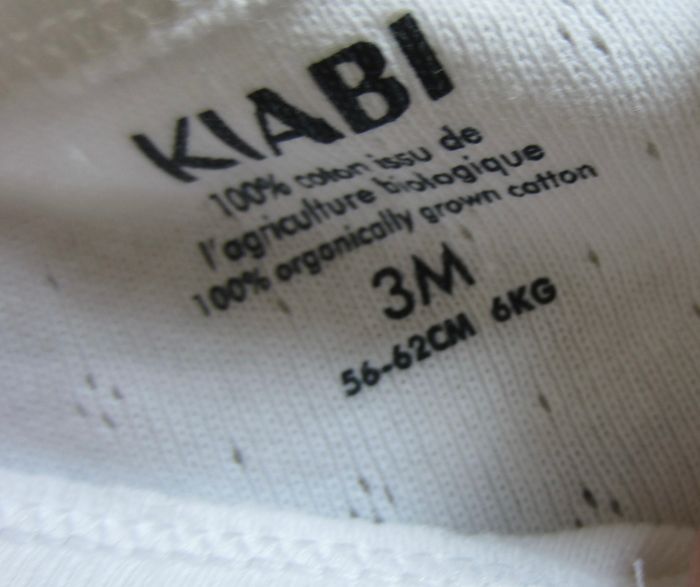 KIABI
100% coton issu de
l'agriculture biologique
100% organically grown cotton
3M
56-62CM 6KG